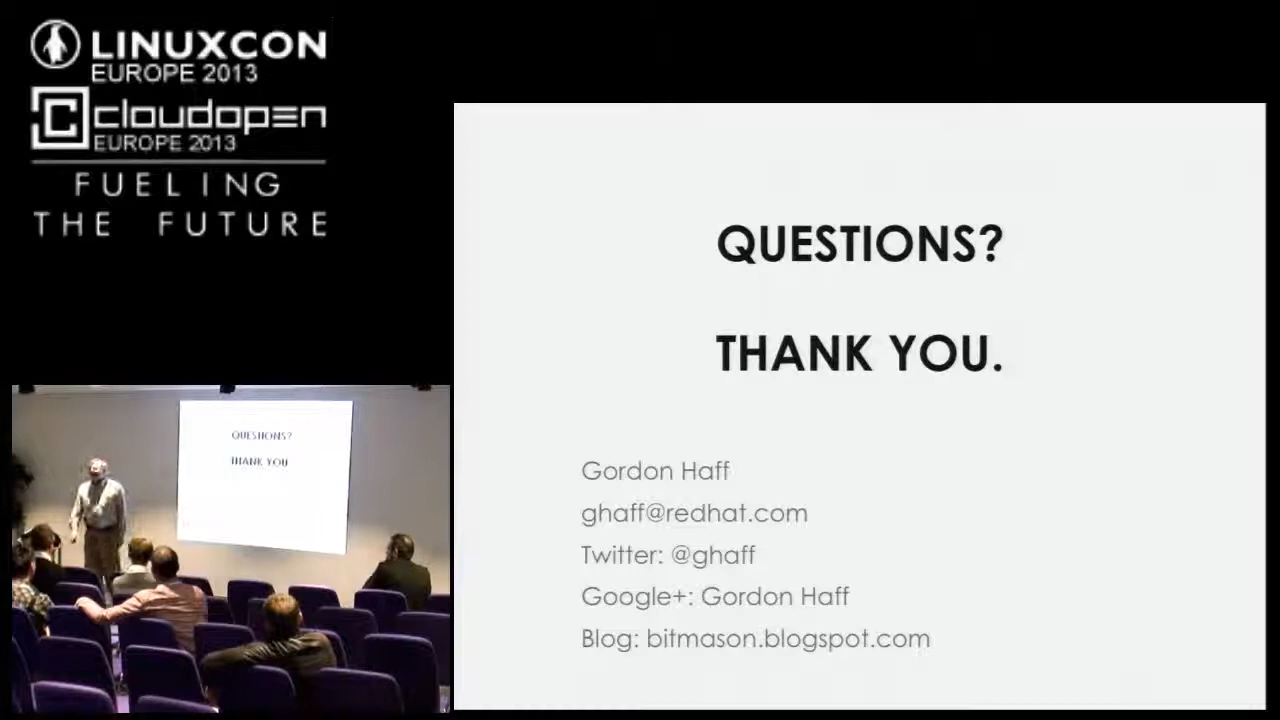 LINUXCON
EUROPE 2013
cloudopen
EUROPE 2013
FUELING
THE FUTURE
QUESTIONS?
THANK YOU.
Gordon Haff
ghaff@redhat.com
Twitter: @ghaff
Google+: Gordon Haff
Blog: bitmason.blogspot.com
QUESTIONS?
THANK YOU